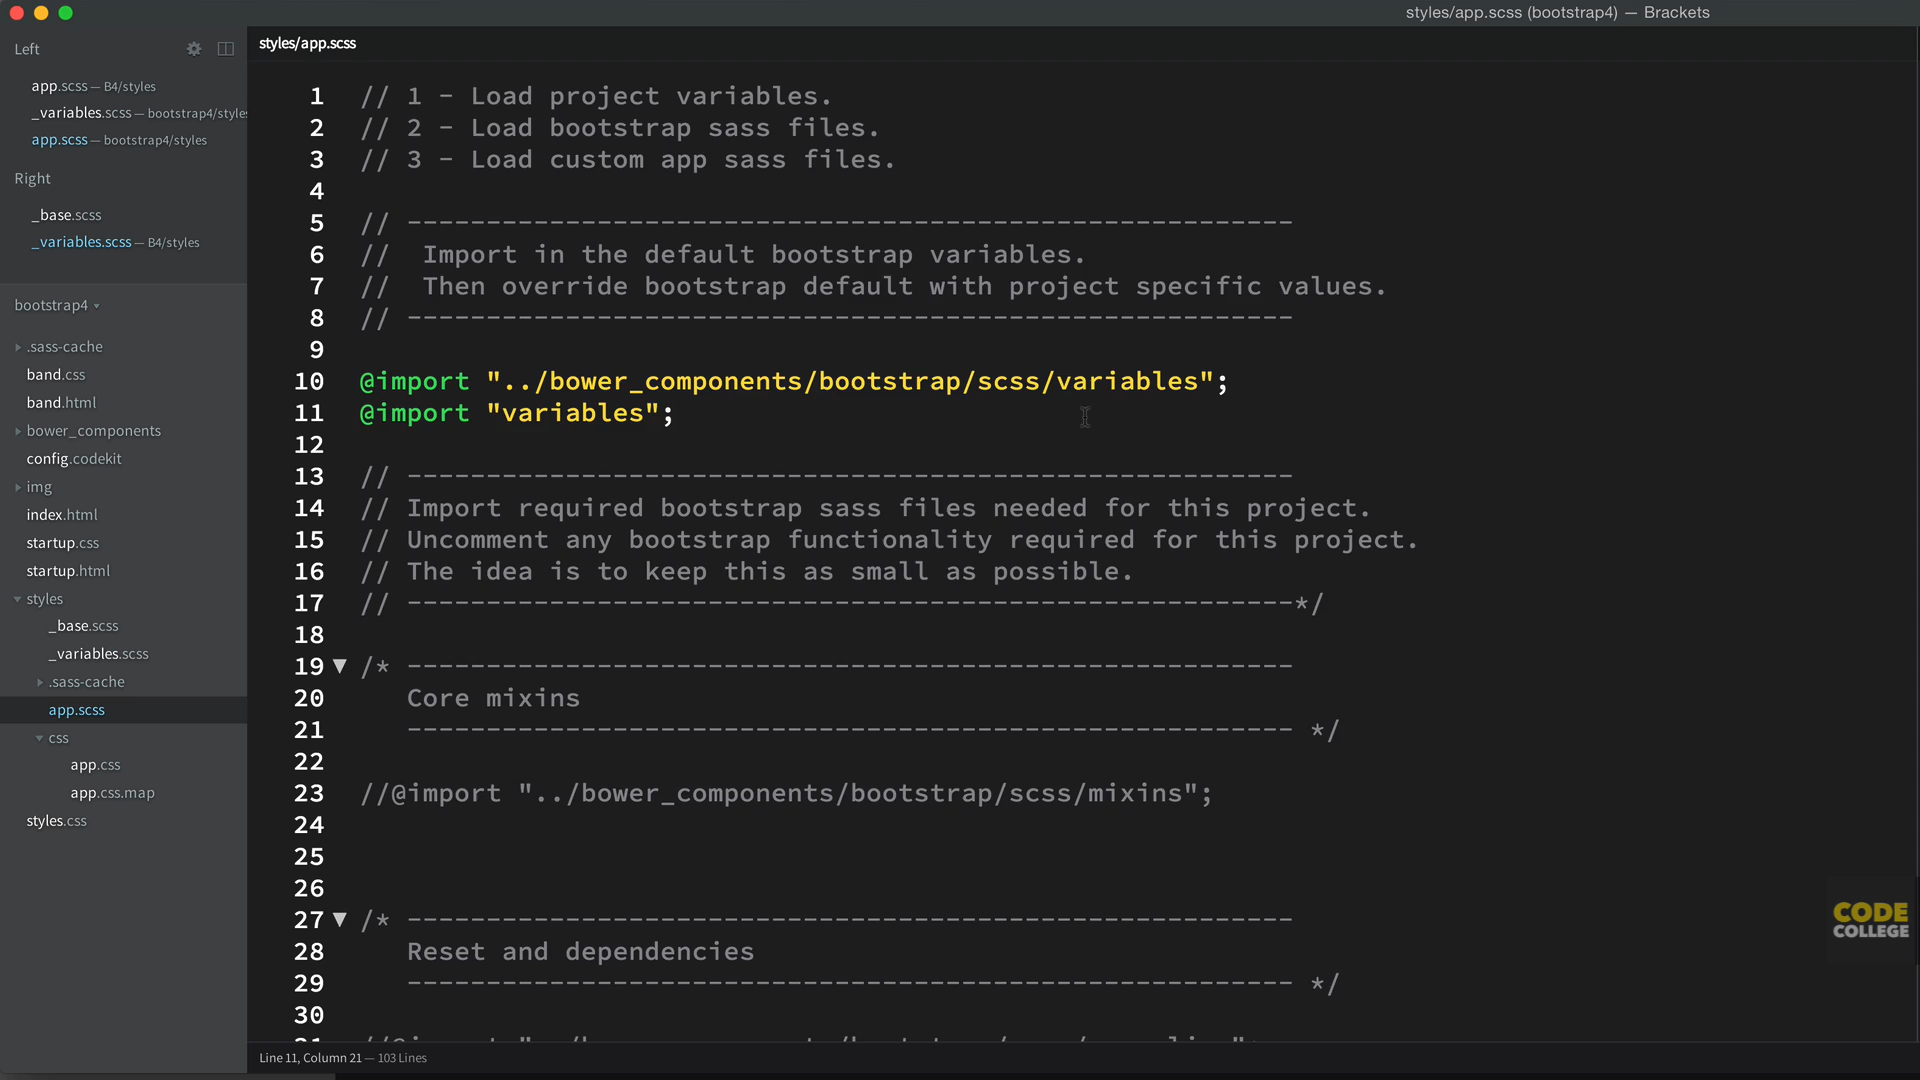 styles/app.scss (bootstrap4) — Brackets
Left
app.scss — B4/styles
_variables.scss — bootstrap4/styles
app.scss — bootstrap4/styles
Right
_base.scss
_variables.scss — B4/styles
bootstrap4
.sass-cache
band.css
band.html
bower_components
config.codekit
img
index.html
startup.css
startup.html
styles
_base.scss
_variables.scss
.sass-cache
app.scss
css
app.css
app.css.map
styles.css
styles/app.scss
1 // 1 - Load project variables.
2 // 2 - Load bootstrap sass files.
3 // 3 - Load custom app sass files.
4
5 // --------------------------------------------------------
6 //  Import in the default bootstrap variables.
7 //  Then override bootstrap default with project specific values.
8 // --------------------------------------------------------
9
10 @import "../bower_components/bootstrap/scss/variables";
11 @import "variables";
12
13 // --------------------------------------------------------
14 // Import required bootstrap sass files needed for this project.
15 // Uncomment any bootstrap functionality required for this project.
16 // The idea is to keep this as small as possible.
17 // --------------------------------------------------------*/
18
19 /* --------------------------------------------------------
20    Core mixins
21    -------------------------------------------------------- */
22
23 //@import "../bower_components/bootstrap/scss/mixins";
24
25
26
27 /* --------------------------------------------------------
28    Reset and dependencies
29    -------------------------------------------------------- */
30
Line 11, Column 21 — 103 Lines
CODE
COLLEGE